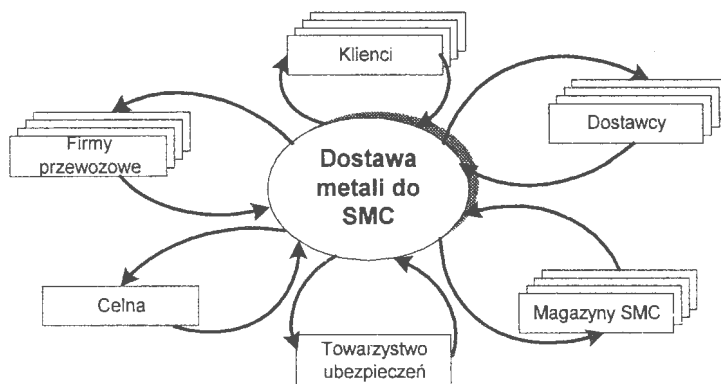 Klienci
Firmy
przewozowe
Dostawcy
Dostawa
metali do
SMC
Celna
Magazyny SMC
Towarzystwo
ubezpieczeń